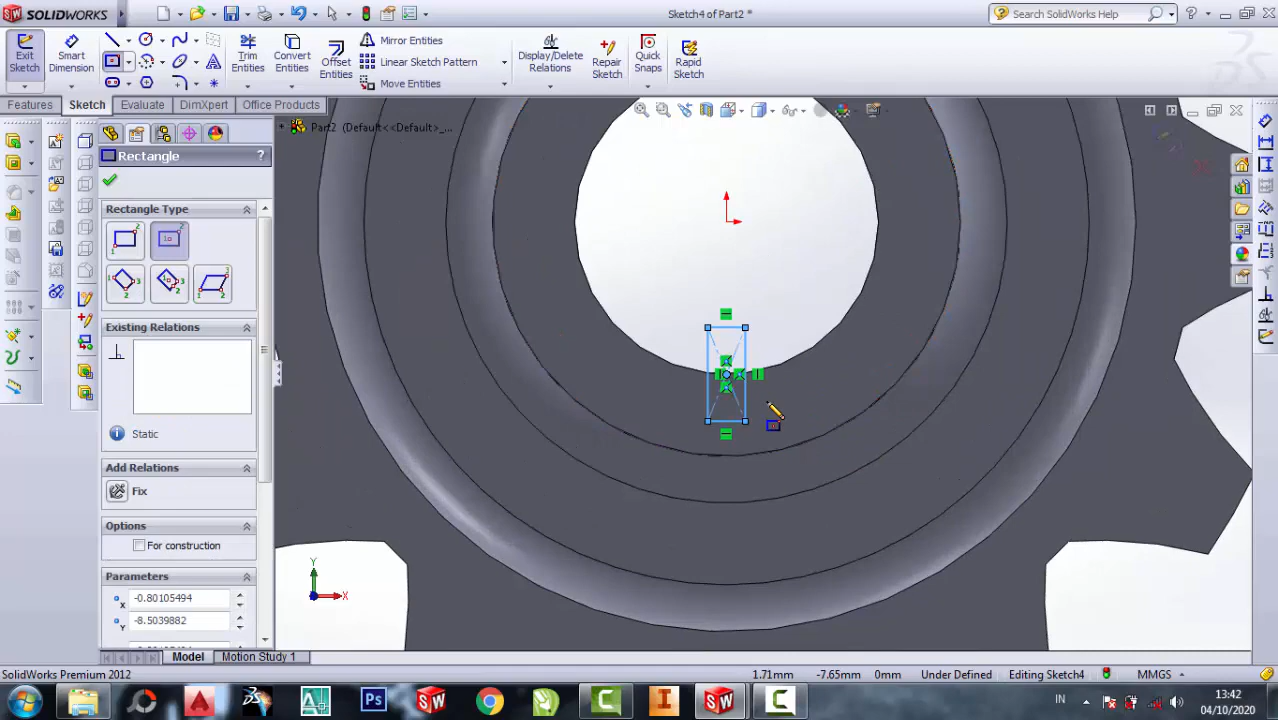 SOLIDWORKS
Sketch4 of Part2 *
Search SolidWorks Help
Exit Sketch
Smart Dimension
Trim Entities
Convert Entities
Offset Entities
Mirror Entities
Linear Sketch Pattern
Move Entities
Display/Delete Relations
Repair Sketch
Quick Snaps
Rapid Sketch
Features
Sketch
Evaluate
DimXpert
Office Products
Part2 (Default<<Default>_...
Rectangle
?
Rectangle Type
Existing Relations
Static
Add Relations
Fix
Options
For construction
Parameters
X -0.80105494
Y -8.5039882
Y
X
Model
Motion Study 1
SolidWorks Premium 2012
1.71mm
-7.65mm
0mm
Under Defined
Editing Sketch4
MMGS
IN
13:42
04/10/2020